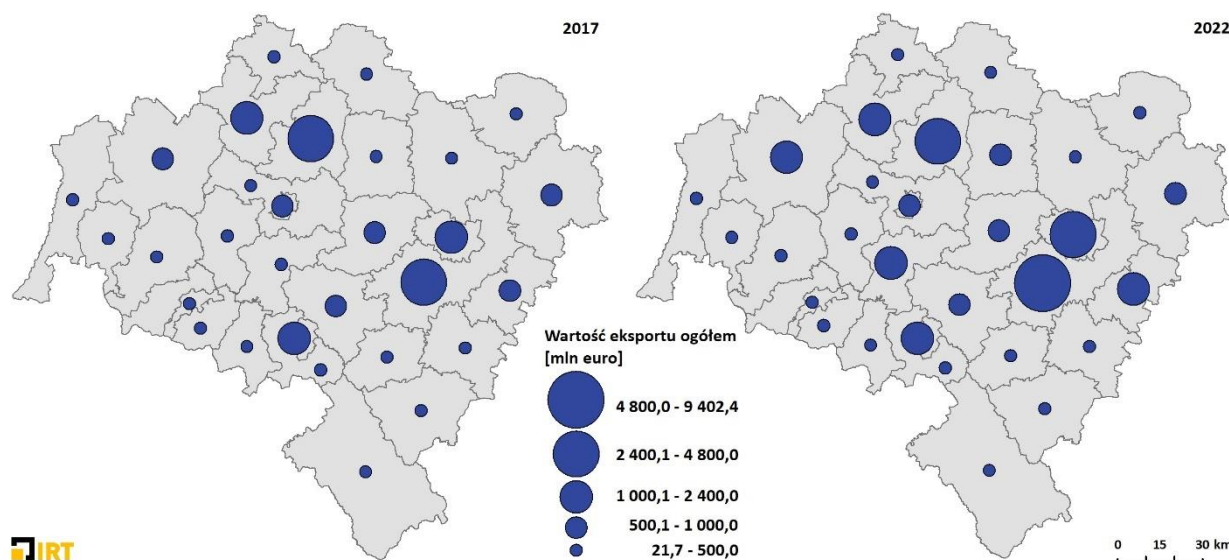 2017
2022
Wartość eksportu ogółem
[mln euro]
4 800,0 - 9 402,4
2 400,1 - 4 800,0
1 000,1 - 2 400,0
500,1 - 1 000,0
21,7 - 500,0
IRT
0 15 30 km